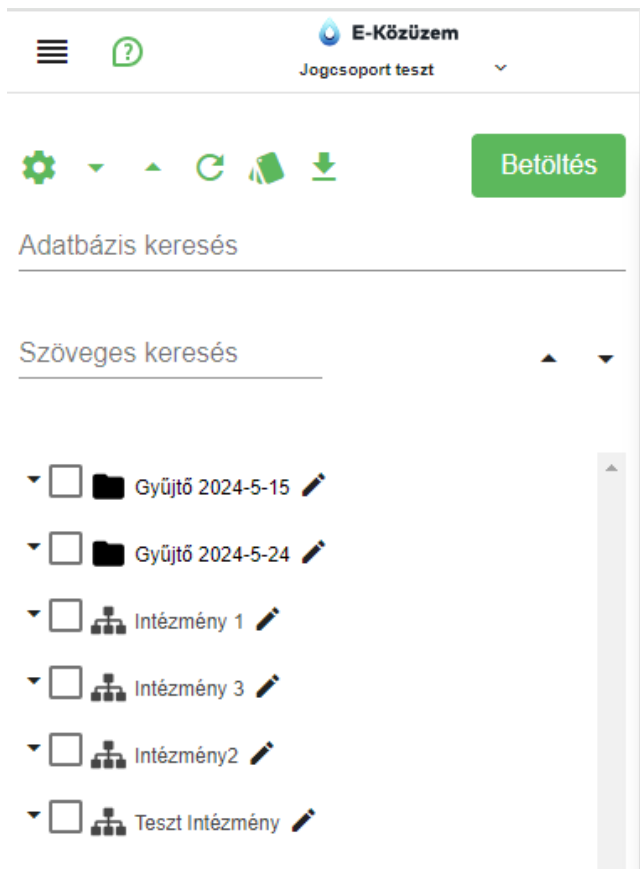 E-Közüzem
Jogcsoport teszt
Betöltés
Adatbázis keresés
Szöveges keresés
Gyűjtő 2024-5-15
Gyűjtő 2024-5-24
Intézmény 1
Intézmény 3
Intézmény2
Teszt Intézmény